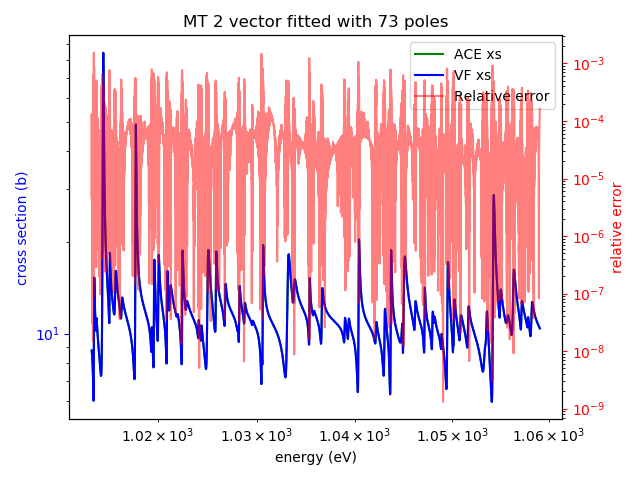 MT 2 vector fitted with 73 poles
ACE xs
VF xs
Relative error
cross section (b)
10¹
relative error
10⁻³
10⁻⁴
10⁻⁵
10⁻⁶
10⁻⁷
10⁻⁸
10⁻⁹
1.02×10³ 1.03×10³ 1.04×10³ 1.05×10³ 1.06×10³
energy (eV)